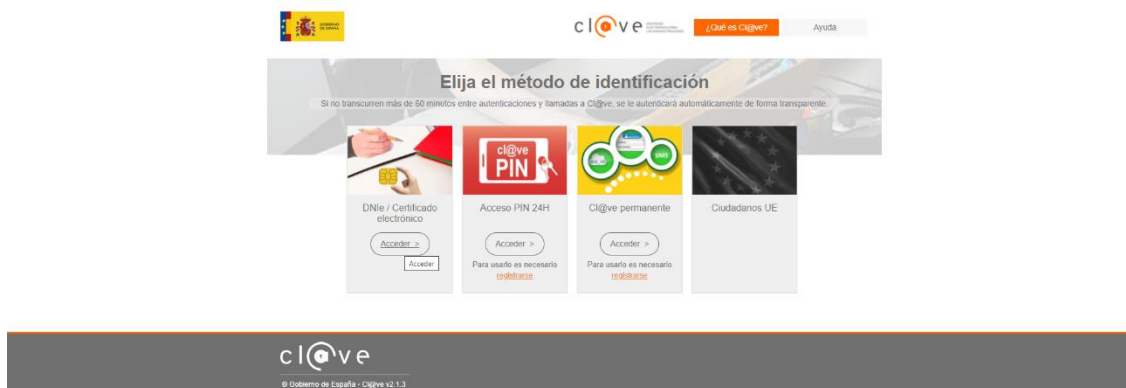 GOBIERNO
DE ESPAÑA
cl@ve
¿Qué es Cl@ve?
Ayuda
Elija el método de identificación
Si no transcurren más de 60 minutos entre autenticaciones y llamadas a Cl@ve, se le autenticará automáticamente de forma transparente.
cl@ve
PIN
SMS
DNIe / Certificado
electrónico
Acceder >
Acceder
Acceso PIN 24H
Acceder >
Para usarlo es necesario
registrarse
Cl@ve permanente
Acceder >
Para usarlo es necesario
registrarse
Ciudadanos UE
cl@ve
© Gobierno de España - Cl@ve v2.1.3